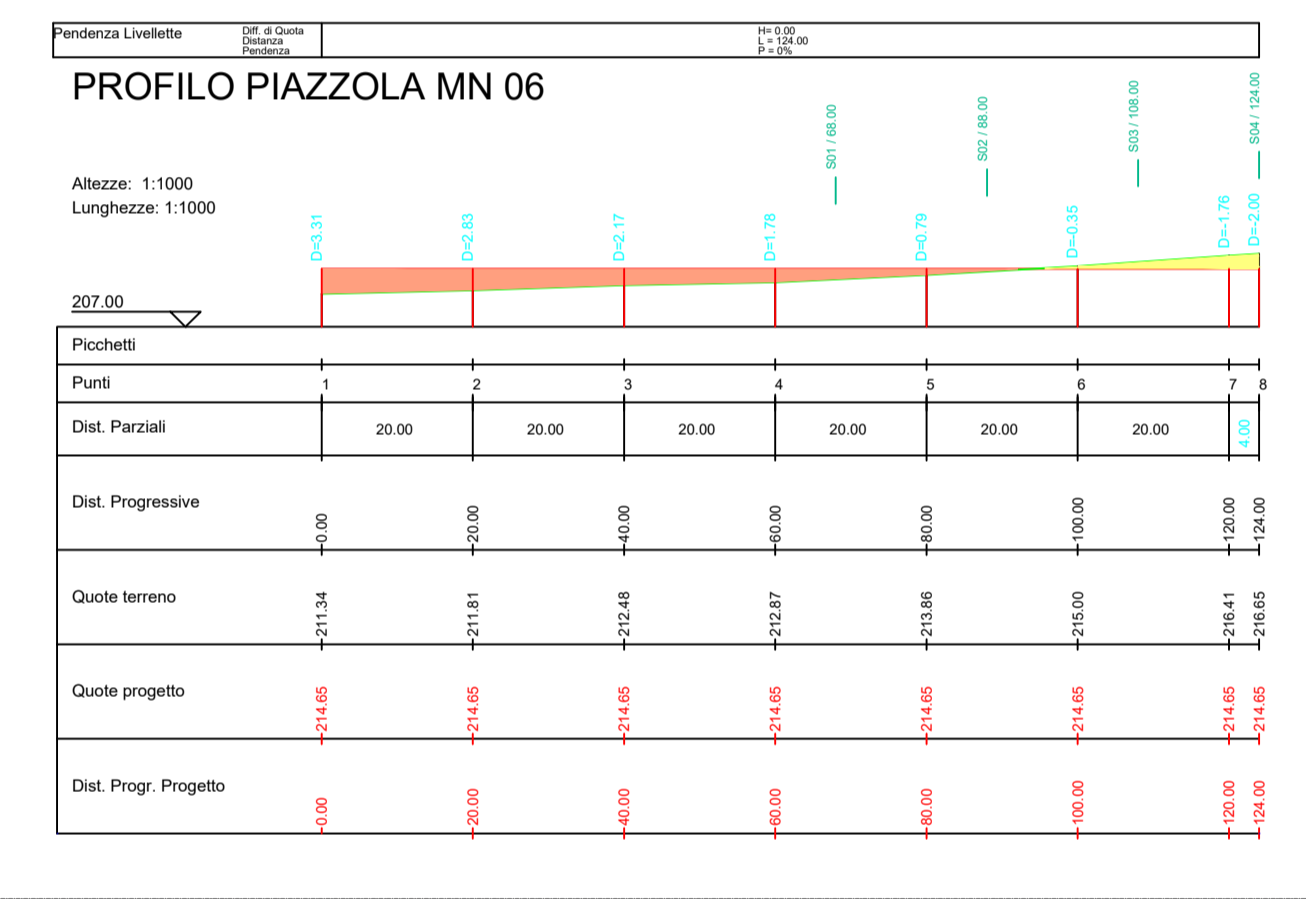 Pendenza Livellette
Diff. di Quota
Distanza
Pendenza
H= 0.00
L = 124.00
P = 0%
PROFILO PIAZZOLA MN 06
Altezze: 1:1000
Lunghezze: 1:1000
S01 / 68.00
S02 / 88.00
S03 / 108.00
S04 / 124.00
D=3.31
D=2.83
D=2.17
D=1.78
D=0.79
D=-0.35
D=-1.76
D=-2.00
207.00
Picchetti
Punti 1 2 3 4 5 6 7 8
Dist. Parziali 20.00 20.00 20.00 20.00 20.00 20.00 4.00
Dist. Progressive 0.00 20.00 40.00 60.00 80.00 100.00 120.00 124.00
Quote terreno 211.34 211.81 212.48 212.87 213.86 215.00 216.41 216.65
Quote progetto 214.65 214.65 214.65 214.65 214.65 214.65 214.65 214.65
Dist. Progr. Progetto 0.00 20.00 40.00 60.00 80.00 100.00 120.00 124.00